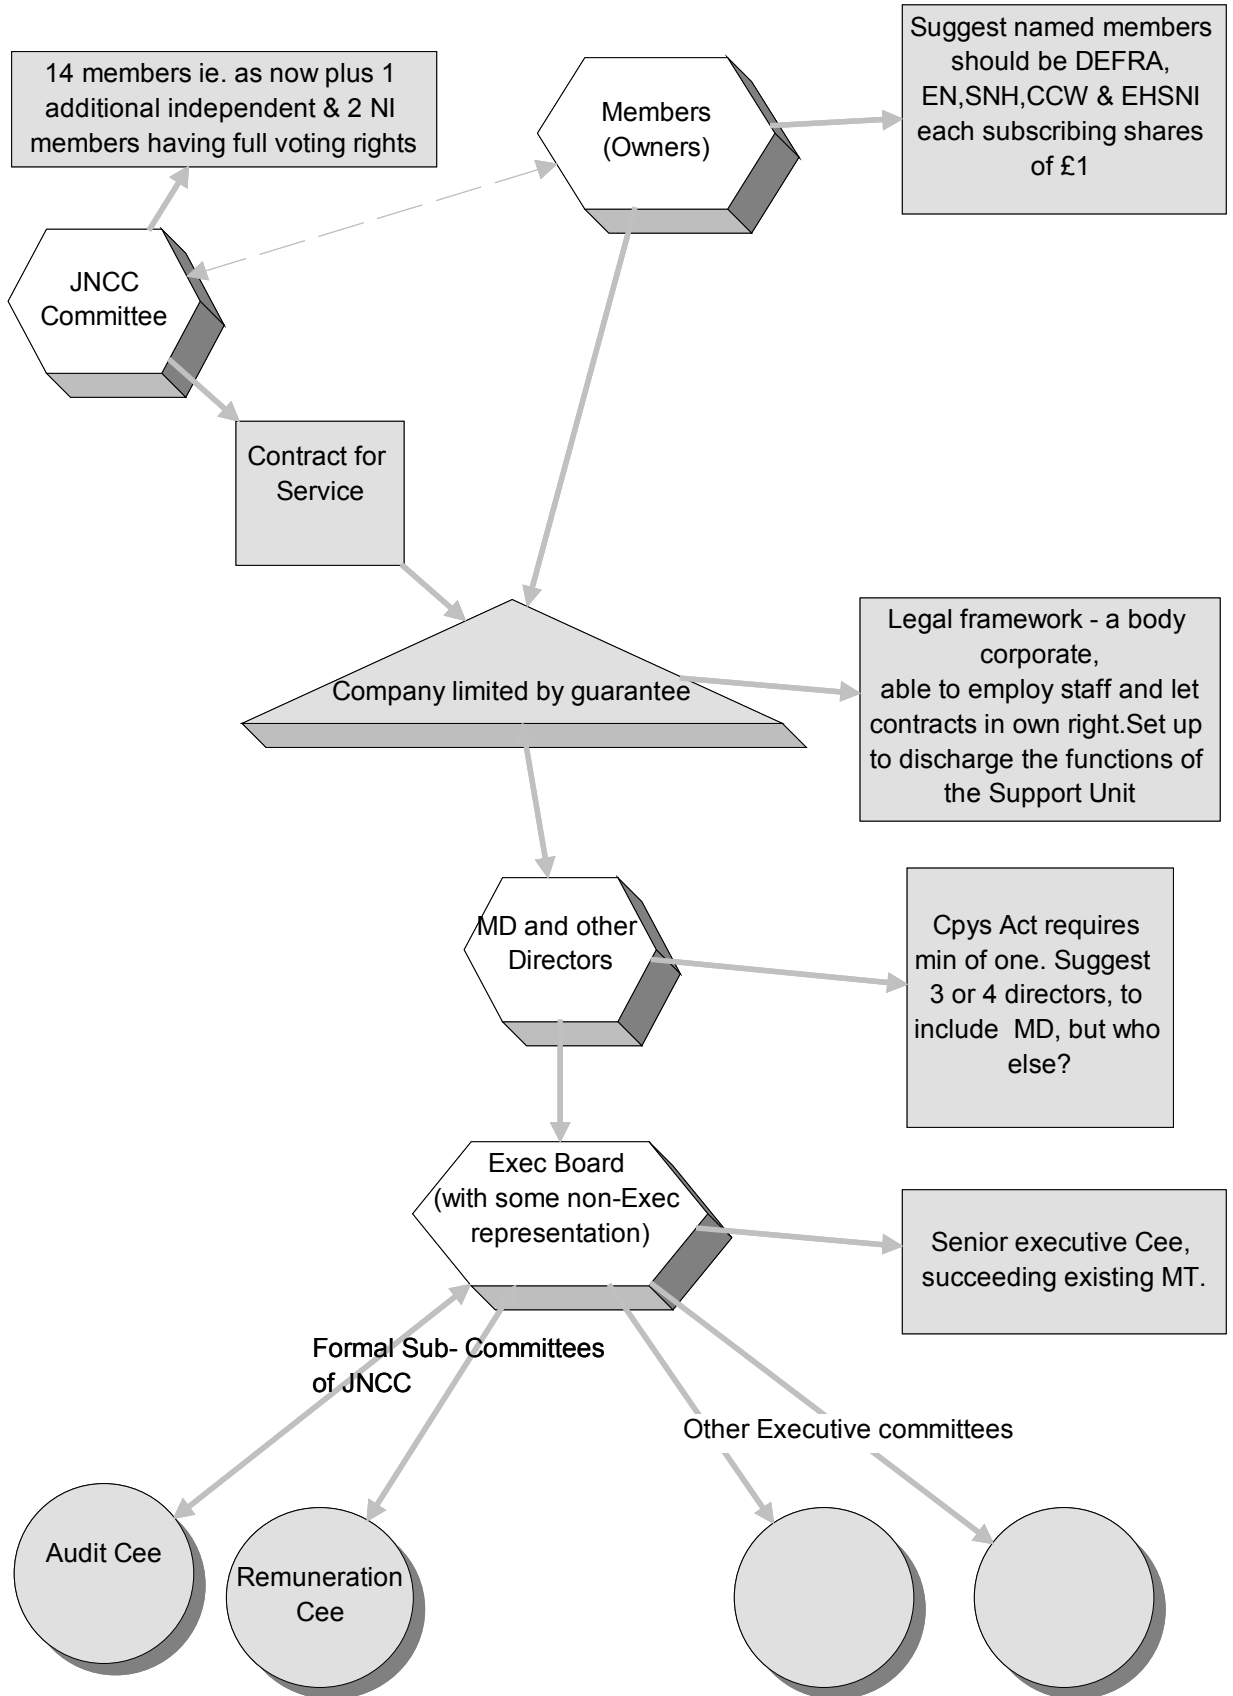 Suggest named members
should be DEFRA,
EN,SNH,CCW & EHSNI
each subscribing shares
of £1
14 members ie. as now plus 1
additional independent & 2 NI
members having full voting rights
Members
(Owners)
JNCC
Committee
Contract for
Service
Company limited by guarantee
Legal framework - a body
corporate,
able to employ staff and let
contracts in own right.Set up
to discharge the functions of
the Support Unit
MD and other
Directors
Cpys Act requires
min of one. Suggest
3 or 4 directors, to
include MD, but who
else?
Exec Board
(with some non-Exec
representation)
Senior executive Cee,
succeeding existing MT.
Formal Sub- Committees
of JNCC
Other Executive committees
Audit Cee
Remuneration
Cee